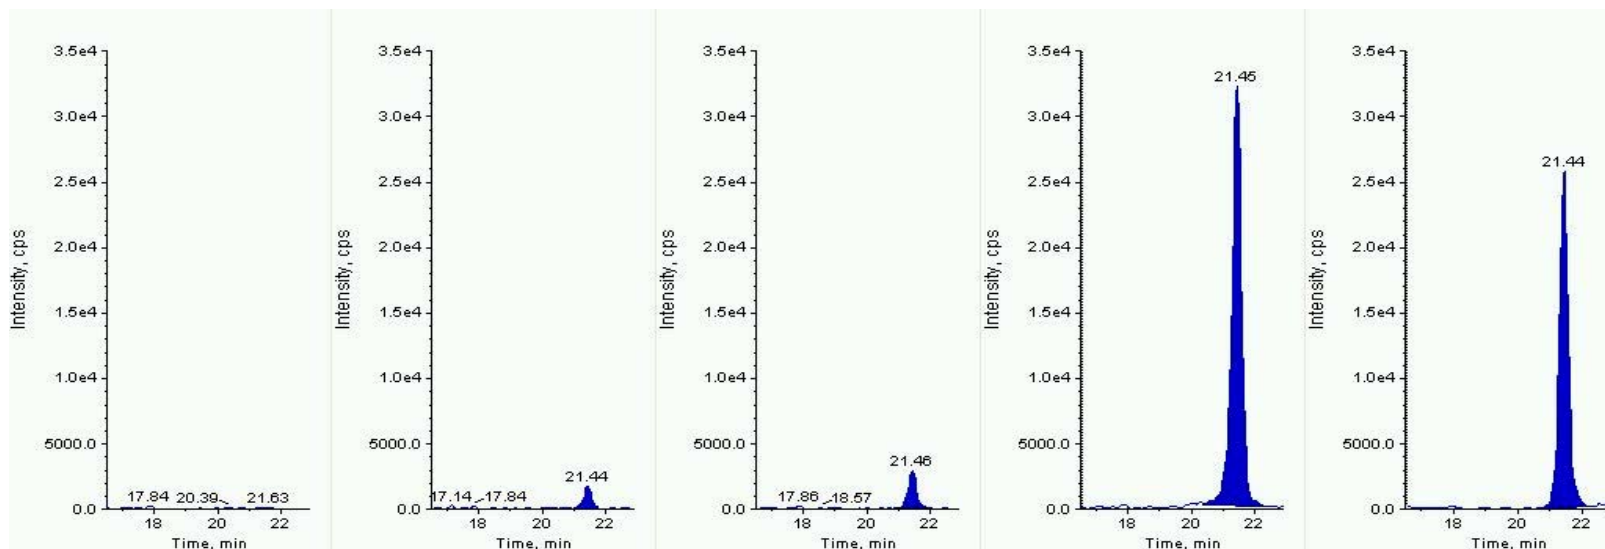 Intensity, cps
3.5e4
3.0e4
2.5e4
2.0e4
1.5e4
1.0e4
5000.0
0.0
17.84 20.39 21.63
18 20 22
Time, min
Intensity, cps
3.5e4
3.0e4
2.5e4
2.0e4
1.5e4
1.0e4
5000.0
0.0
21.44
17.14 17.84
18 20 22
Time, min
Intensity, cps
3.5e4
3.0e4
2.5e4
2.0e4
1.5e4
1.0e4
5000.0
0.0
21.46
17.86 18.57
18 20 22
Time, min
Intensity, cps
3.5e4
3.0e4
2.5e4
2.0e4
1.5e4
1.0e4
5000.0
0.0
21.45
18 20 22
Time, min
Intensity, cps
3.5e4
3.0e4
2.5e4
2.0e4
1.5e4
1.0e4
5000.0
0.0
21.44
18 20 22
Time, min